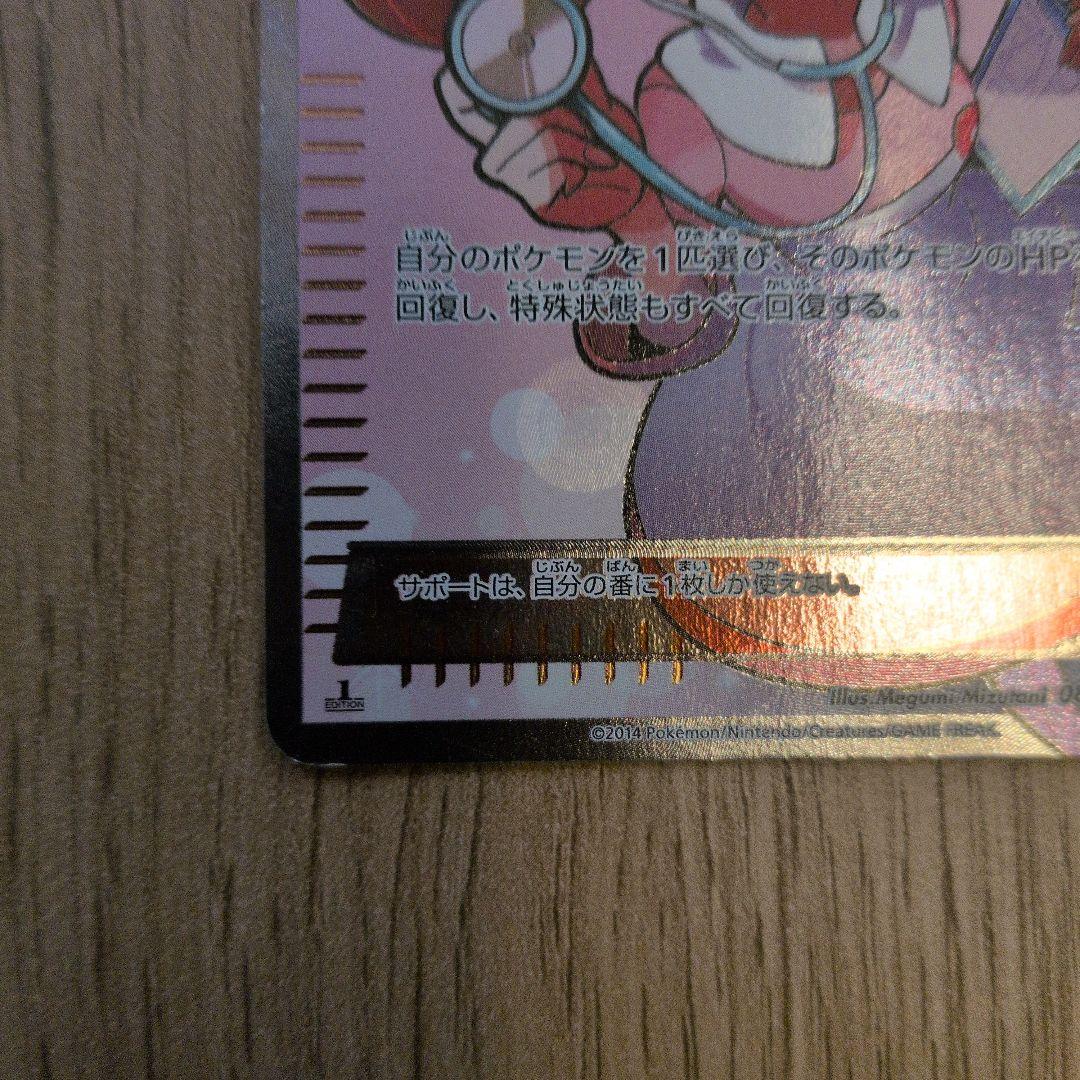 自分のポケモンを1匹選び、そのポケモンのHP
回復し、特殊状態もすべて回復する。
サポートは、自分の番に1枚しか使えない。
1
EDITION
Illus. Megumi Mizutani
©2014 Pokémon/Nintendo/Creatures/GAME FREAK.